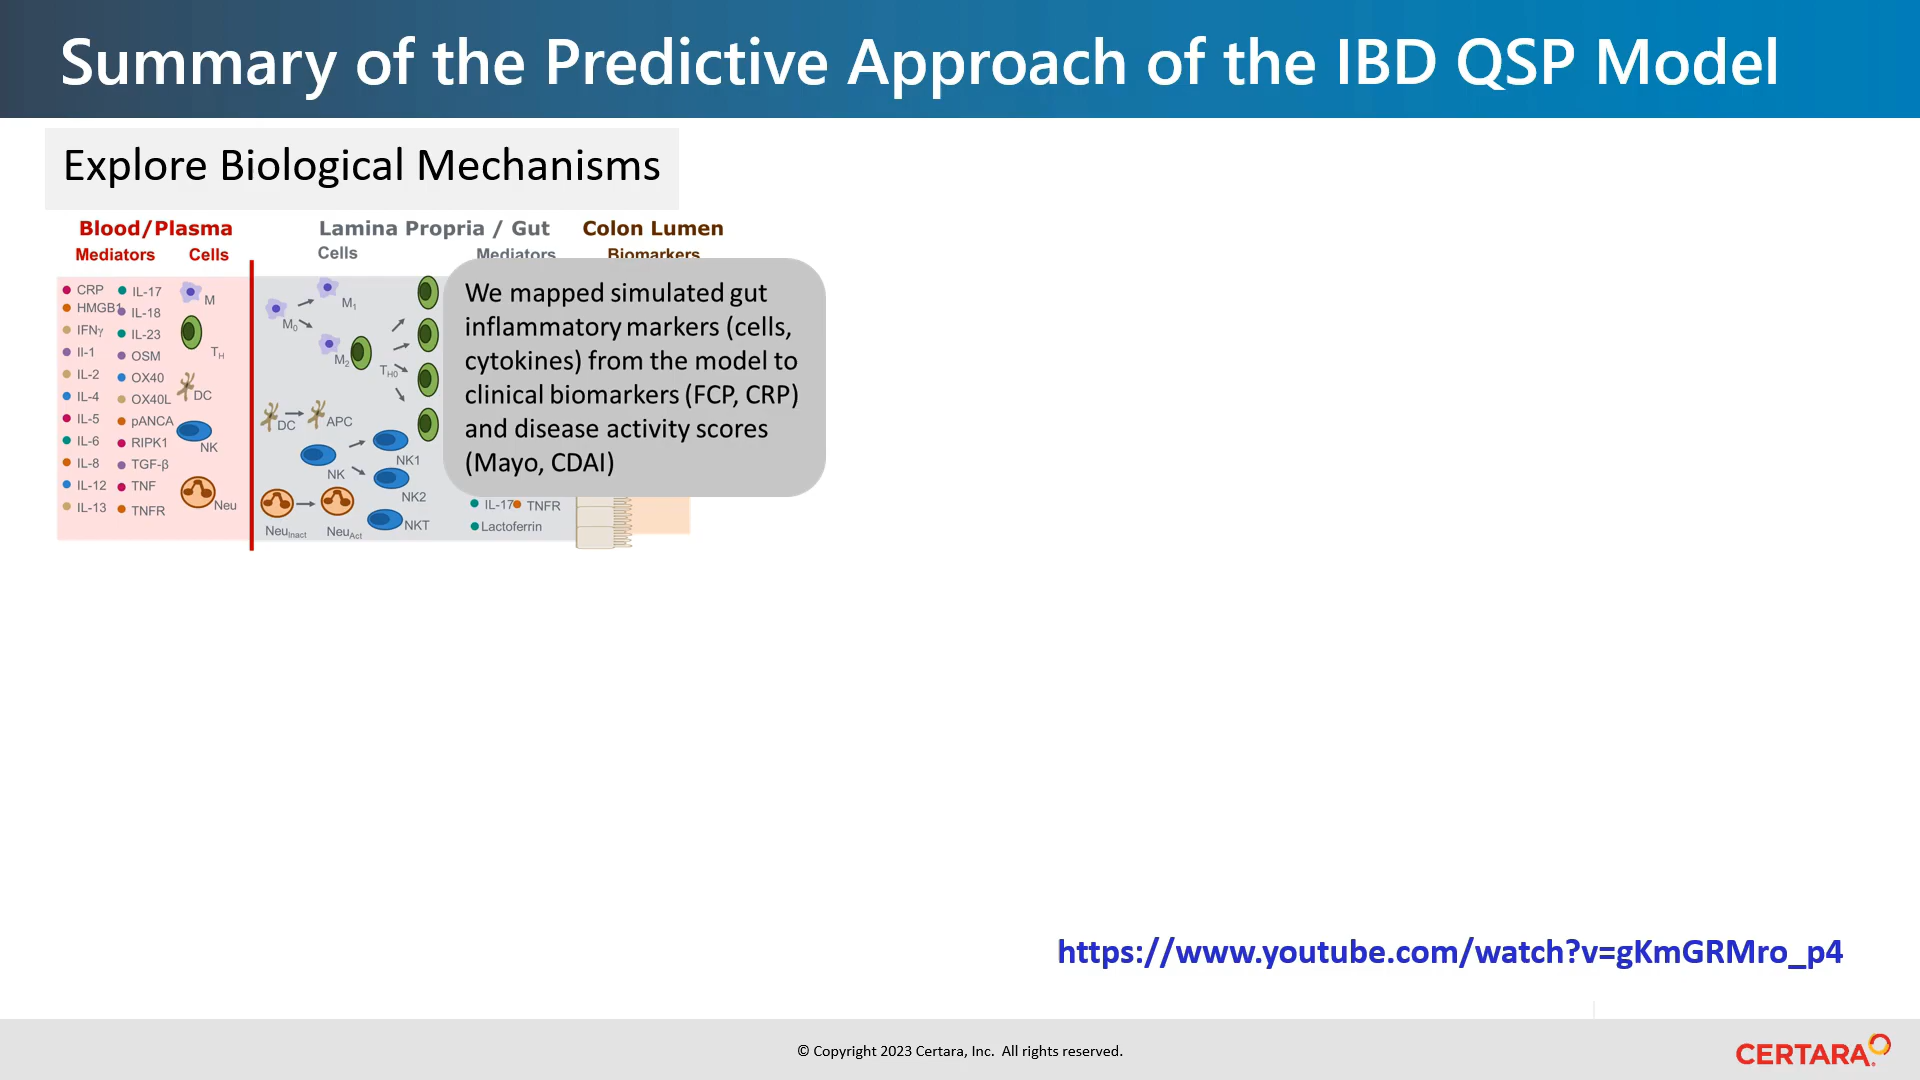 Summary of the Predictive Approach of the IBD QSP Model
Explore Biological Mechanisms
Blood/Plasma
Lamina Propria / Gut
Colon Lumen
Mediators
Cells
Cells
Mediators
Biomarkers
CRP
HMGB1
IFNγ
Il-1
IL-2
IL-4
IL-5
IL-6
IL-8
IL-12
IL-13
IL-17
IL-18
IL-23
OSM
OX40
OX40L
pANCA
RIPK1
TGF-β
TNF
TNFR
M
TH
DC
NK
Neu
M0
M1
M2
TH0
DC
APC
NK
NK1
NK2
NKT
NeuInact
NeuAct
We mapped simulated gut
inflammatory markers (cells,
cytokines) from the model to
clinical biomarkers (FCP, CRP)
and disease activity scores
(Mayo, CDAI)
IL-17
TNFR
Lactoferrin
https://www.youtube.com/watch?v=gKmGRMro_p4
© Copyright 2023 Certara, Inc.  All rights reserved.
CERTARA